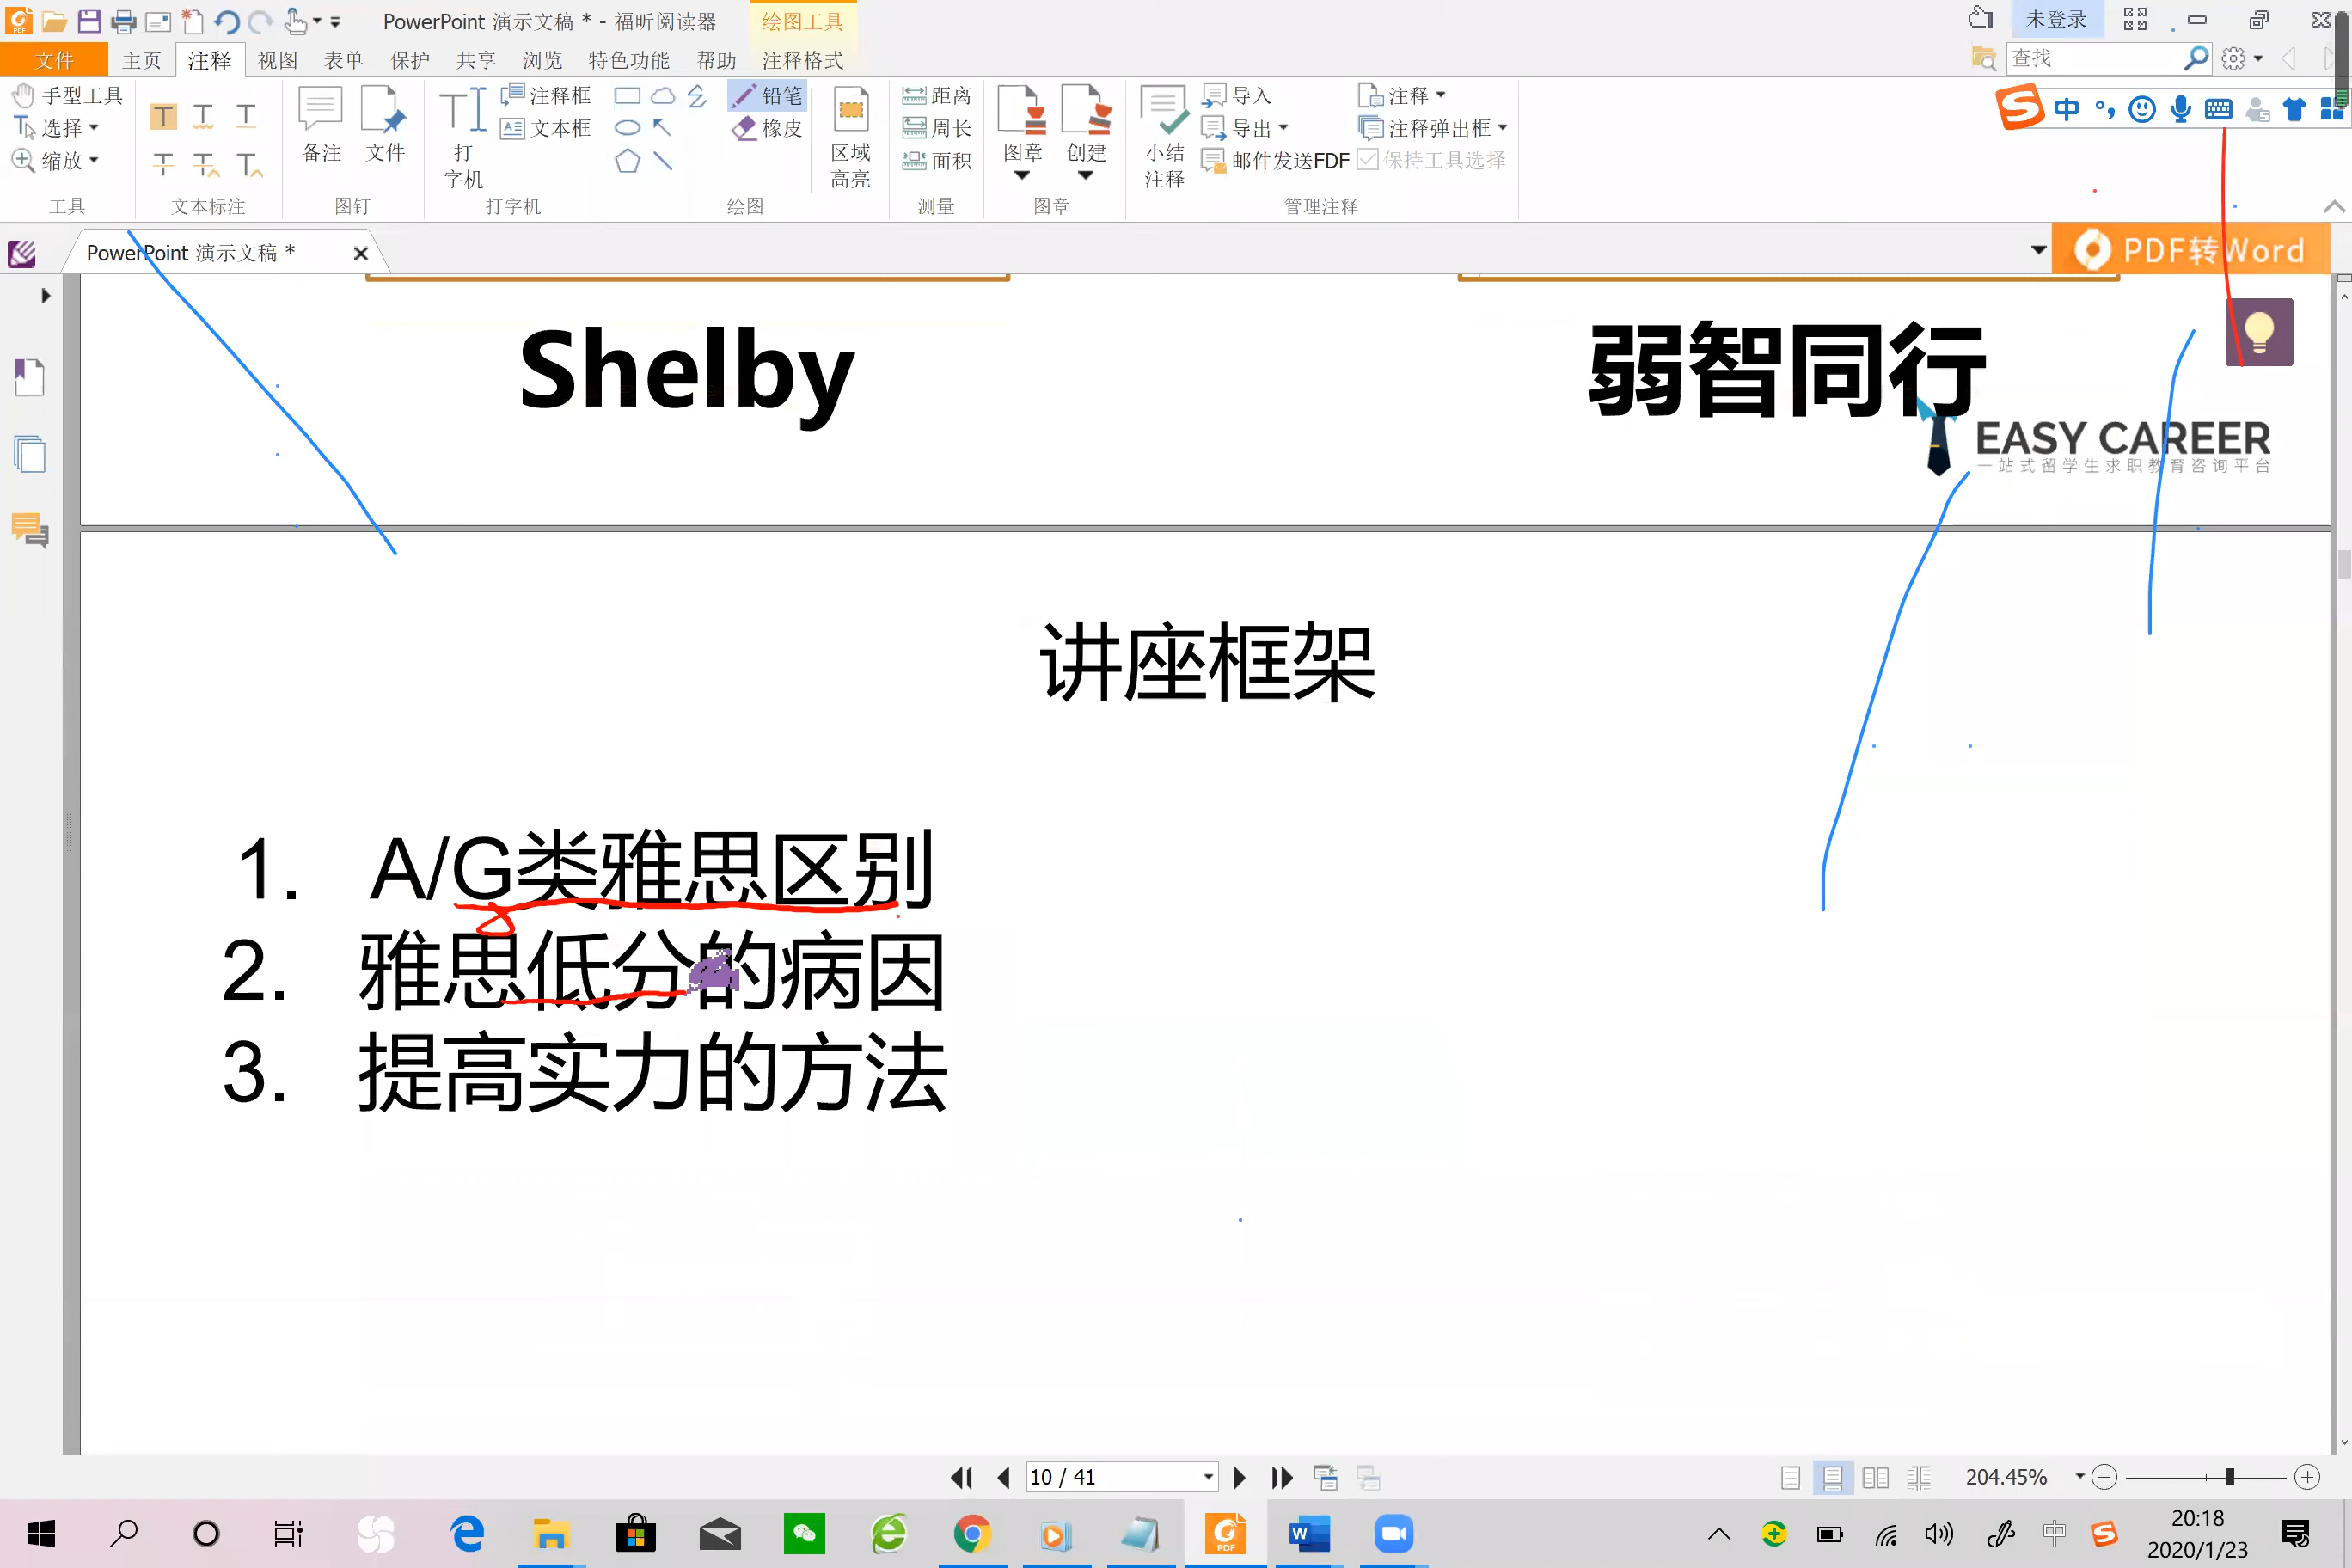 PowerPoint 演示文稿 * - 福昕阅读器
绘图工具
未登录
文件 主页 注释 视图 表单 保护 共享 浏览 特色功能 帮助 注释格式
查找
手型工具
选择
缩放
工具
文本标注
备注
文件
图钉
打字机
注释框
文本框
打字机
铅笔
橡皮
区域高亮
绘图
距离
周长
面积
测量
图章
创建
图章
小结注释
导入
导出
邮件发送FDF
注释
注释弹出框
保持工具选择
管理注释
中
PowerPoint 演示文稿 *
PDF转Word
Shelby
弱智同行
EASY CAREER
一站式留学生求职教育咨询平台
讲座框架
1. A/G类雅思区别
2. 雅思低分的病因
3. 提高实力的方法
10 / 41
204.45%
中
20:18
2020/1/23